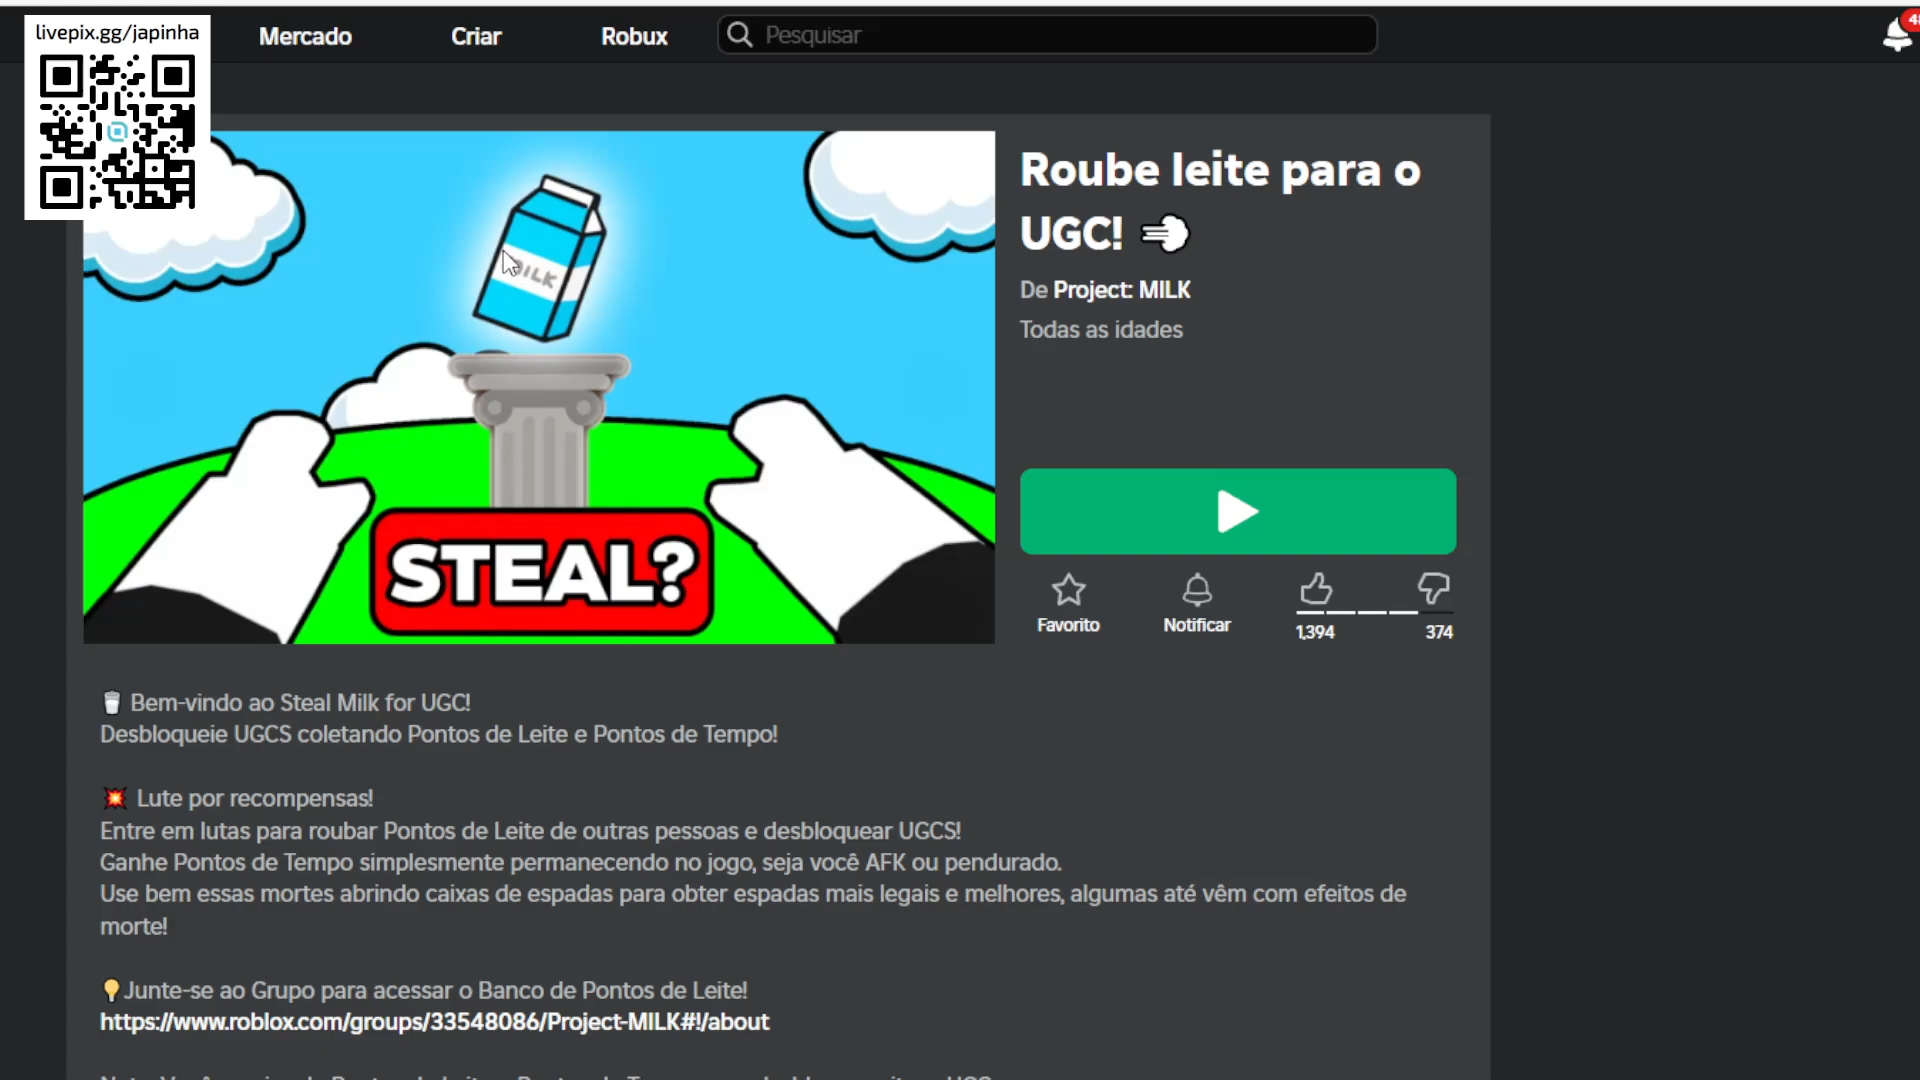 livepix.gg/japinha
Mercado
Criar
Robux
Pesquisar
MILK
STEAL?
Roube leite para o
UGC!
De Project: MILK
Todas as idades
Favorito
Notificar
1,394
374
Bem-vindo ao Steal Milk for UGC!
Desbloqueie UGCS coletando Pontos de Leite e Pontos de Tempo!
Lute por recompensas!
Entre em lutas para roubar Pontos de Leite de outras pessoas e desbloquear UGCS!
Ganhe Pontos de Tempo simplesmente permanecendo no jogo, seja você AFK ou pendurado.
Use bem essas mortes abrindo caixas de espadas para obter espadas mais legais e melhores, algumas até vêm com efeitos de
morte!
Junte-se ao Grupo para acessar o Banco de Pontos de Leite!
https://www.roblox.com/groups/33548086/Project-MILK#!/about